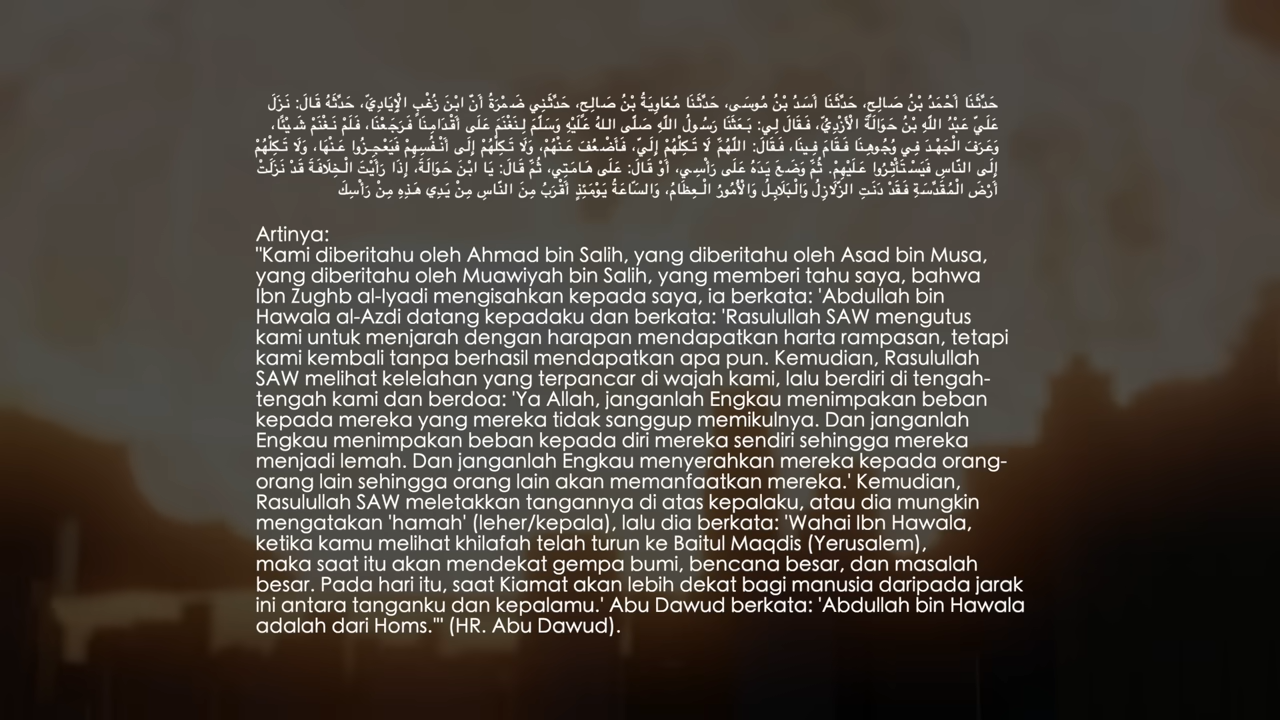 حَدَّثَنَا أَحْمَدُ بْنُ صَالِحٍ، حَدَّثَنَا أَسَدُ بْنُ مُوسَى، حَدَّثَنَا مُعَاوِيَةُ بْنُ صَالِحٍ، حَدَّثَنِي ضَمْرَةُ أَنَّ ابْنَ زُغْبٍ الْإِيَادِيَّ، حَدَّثَهُ قَالَ: نَزَلَ
عَلَيَّ عَبْدُ اللَّهِ بْنُ حَوَالَةَ الْأَزْدِيُّ، فَقَالَ لِي: بَعَثَنَا رَسُولُ اللَّهِ صَلَّى اللهُ عَلَيْهِ وَسَلَّمَ لِنَغْنَمَ عَلَى أَقْدَامِنَا فَرَجَعْنَا، فَلَمْ نَغْنَمْ شَيْئًا،
وَعَرَفَ الْجَهْدَ فِي وُجُوهِنَا فَقَامَ فِينَا، فَقَالَ: اللَّهُمَّ لَا تَكِلْهُمْ إِلَيَّ، فَأَضْعُفَ عَنْهُمْ، وَلَا تَكِلْهُمْ إِلَى أَنْفُسِهِمْ فَيَعْجِزُوا عَنْهَا، وَلَا تَكِلْهُمْ
إِلَى النَّاسِ فَيَسْتَأْثِرُوا عَلَيْهِمْ. ثُمَّ وَضَعَ يَدَهُ عَلَى رَأْسِي، أَوْ قَالَ: عَلَى هَامَتِي، ثُمَّ قَالَ: يَا ابْنَ حَوَالَةَ، إِذَا رَأَيْتَ الْخِلَافَةَ قَدْ نَزَلَتْ
أَرْضَ الْمُقَدَّسَةِ فَقَدْ دَنَتِ الزَّلَازِلُ وَالْبَلَابِلُ وَالْأُمُورُ الْعِظَامُ، وَالسَّاعَةُ يَوْمَئِذٍ أَقْرَبُ مِنَ النَّاسِ مِنْ يَدِي هَذِهِ مِنْ رَأْسِكَ
Artinya:
"Kami diberitahu oleh Ahmad bin Salih, yang diberitahu oleh Asad bin Musa,
yang diberitahu oleh Muawiyah bin Salih, yang memberi tahu saya, bahwa
Ibn Zughb al-Iyadi mengisahkan kepada saya, ia berkata: 'Abdullah bin
Hawala al-Azdi datang kepadaku dan berkata: 'Rasulullah SAW mengutus
kami untuk menjarah dengan harapan mendapatkan harta rampasan, tetapi
kami kembali tanpa berhasil mendapatkan apa pun. Kemudian, Rasulullah
SAW melihat kelelahan yang terpancar di wajah kami, lalu berdiri di tengah-
tengah kami dan berdoa: 'Ya Allah, janganlah Engkau menimpakan beban
kepada mereka yang mereka tidak sanggup memikulnya. Dan janganlah
Engkau menimpakan beban kepada diri mereka sendiri sehingga mereka
menjadi lemah. Dan janganlah Engkau menyerahkan mereka kepada orang-
orang lain sehingga orang lain akan memanfaatkan mereka.' Kemudian,
Rasulullah SAW meletakkan tangannya di atas kepalaku, atau dia mungkin
mengatakan 'hamah' (leher/kepala), lalu dia berkata: 'Wahai Ibn Hawala,
ketika kamu melihat khilafah telah turun ke Baitul Maqdis (Yerusalem),
maka saat itu akan mendekat gempa bumi, bencana besar, dan masalah
besar. Pada hari itu, saat Kiamat akan lebih dekat bagi manusia daripada jarak
ini antara tanganku dan kepalamu.' Abu Dawud berkata: 'Abdullah bin Hawala
adalah dari Homs.'" (HR. Abu Dawud).